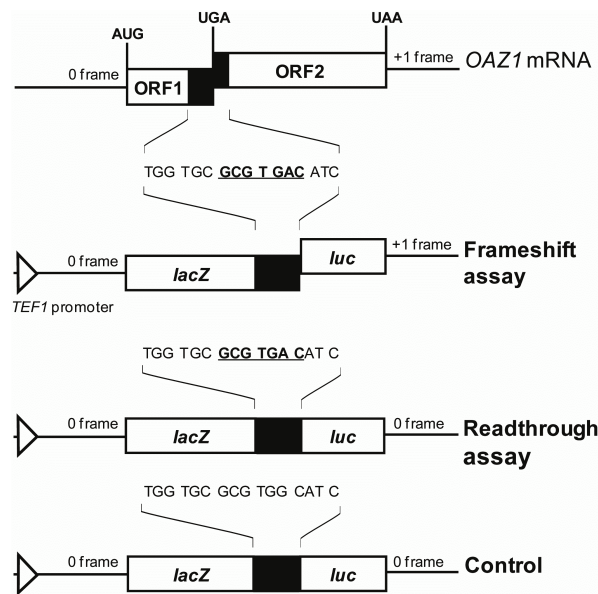 UGA
UAA
AUG
0 frame
+1 frame
OAZ1 mRNA
ORF1
ORF2
TGG TGC GCG T GAC ATC
0 frame
+1 frame
lacZ
luc
Frameshift
assay
TEF1 promoter
TGG TGC GCG TGA CAT C
0 frame
0 frame
lacZ
luc
Readthrough
assay
TGG TGC GCG TGG CAT C
0 frame
0 frame
lacZ
luc
Control